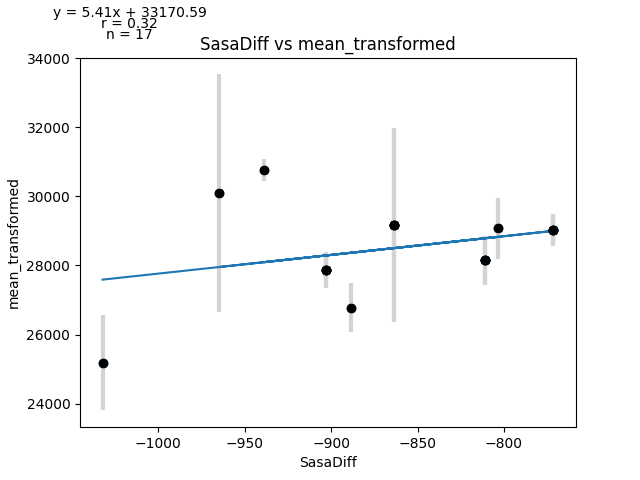 y = 5.41x + 33170.59
r = 0.32
n = 17
SasaDiff vs mean_transformed
34000
32000
30000
28000
26000
24000
mean_transformed
−1000
−950
−900
−850
−800
SasaDiff